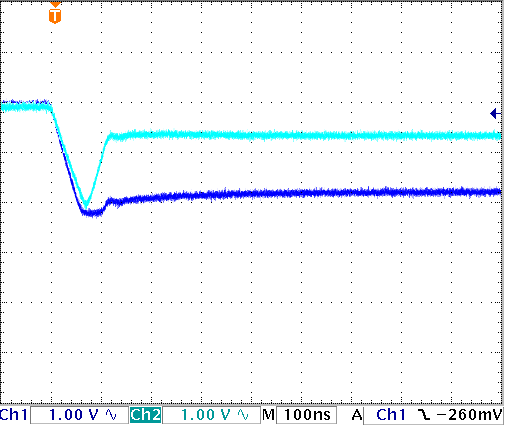 T
Ch1 1.00 V ∿ Ch2 1.00 V ∿ M 100ns A Ch1 ⍀ −260mV